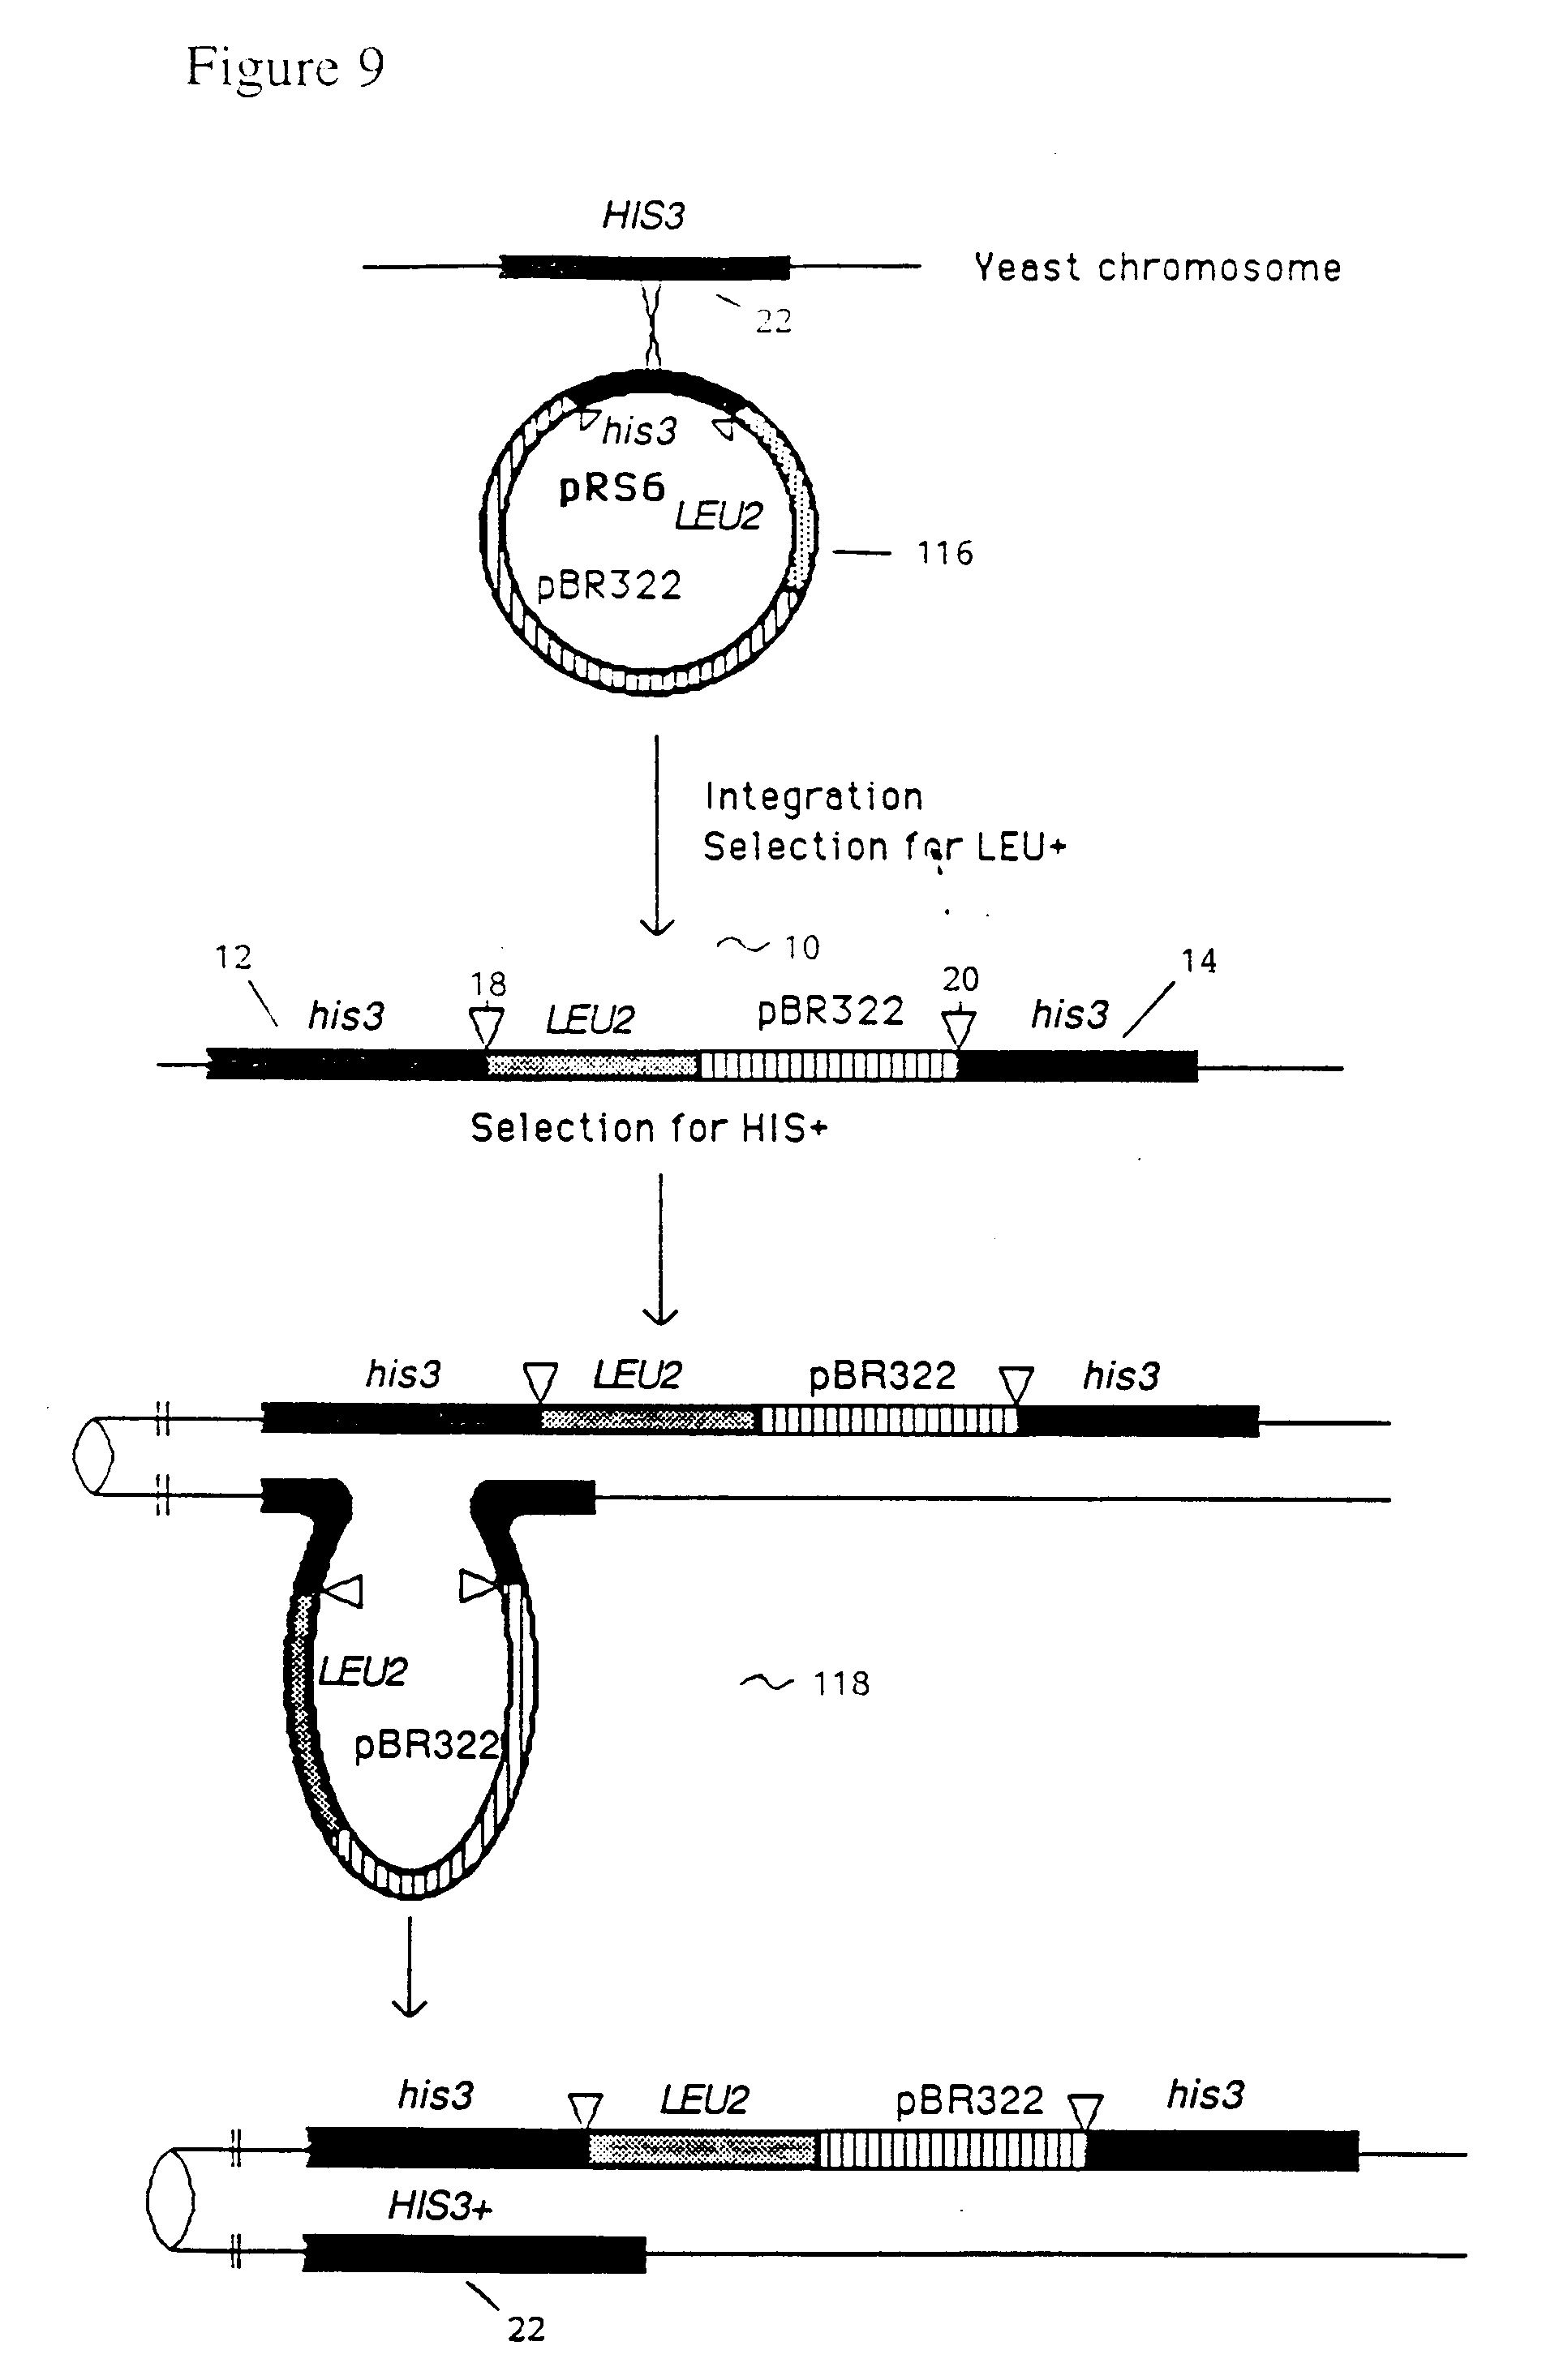 Figure 9
HIS3
Yeast chromosome
22
his3
pRS6
LEU2
116
pBR322
Integration
Selection for LEU+
10
12
14
18
20
his3
LEU2
pBR322
his3
Selection for HIS+
his3
LEU2
pBR322
his3
LEU2
118
pBR322
his3
LEU2
pBR322
his3
HIS3+
22